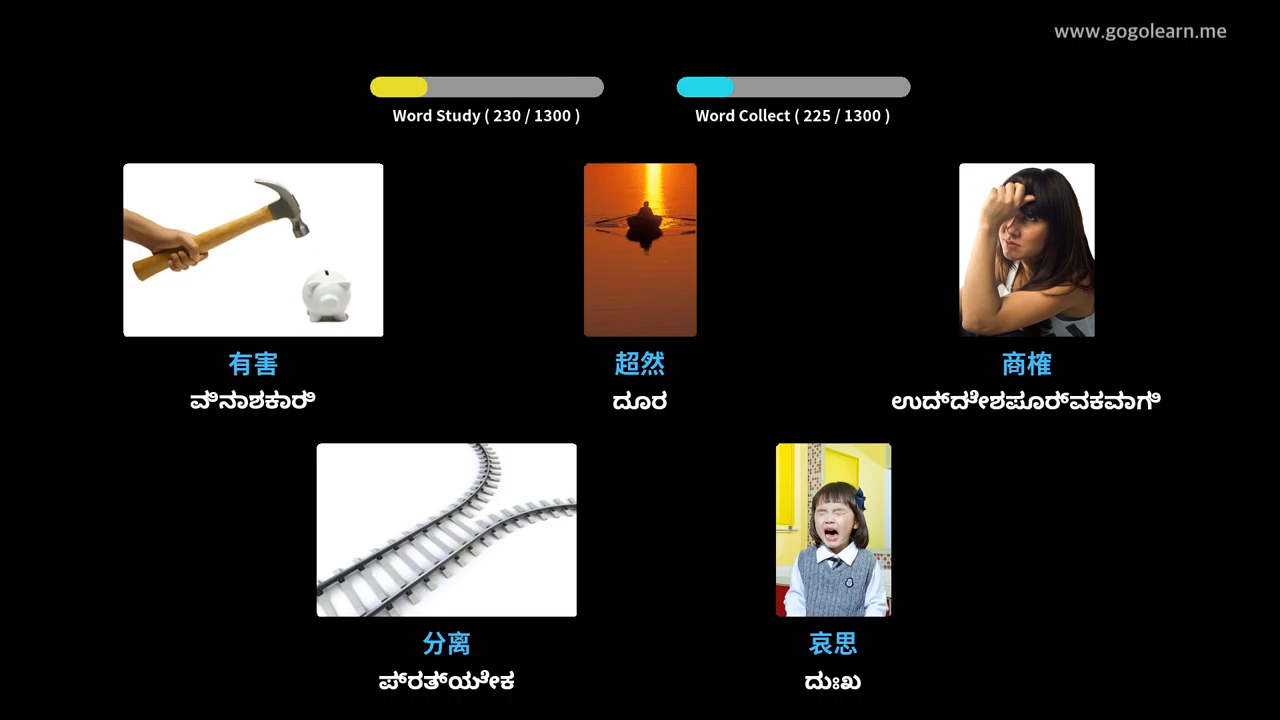 www.gogolearn.me
Word Study ( 230 / 1300 )
Word Collect ( 225 / 1300 )
有害
ವಿನಾಶಕಾರಿ
超然
ದೂರ
商榷
ಉದ್ದೇಶಪೂರ್ವಕವಾಗಿ
分离
ಪ್ರತ್ಯೇಕ
哀思
ದುಃಖ